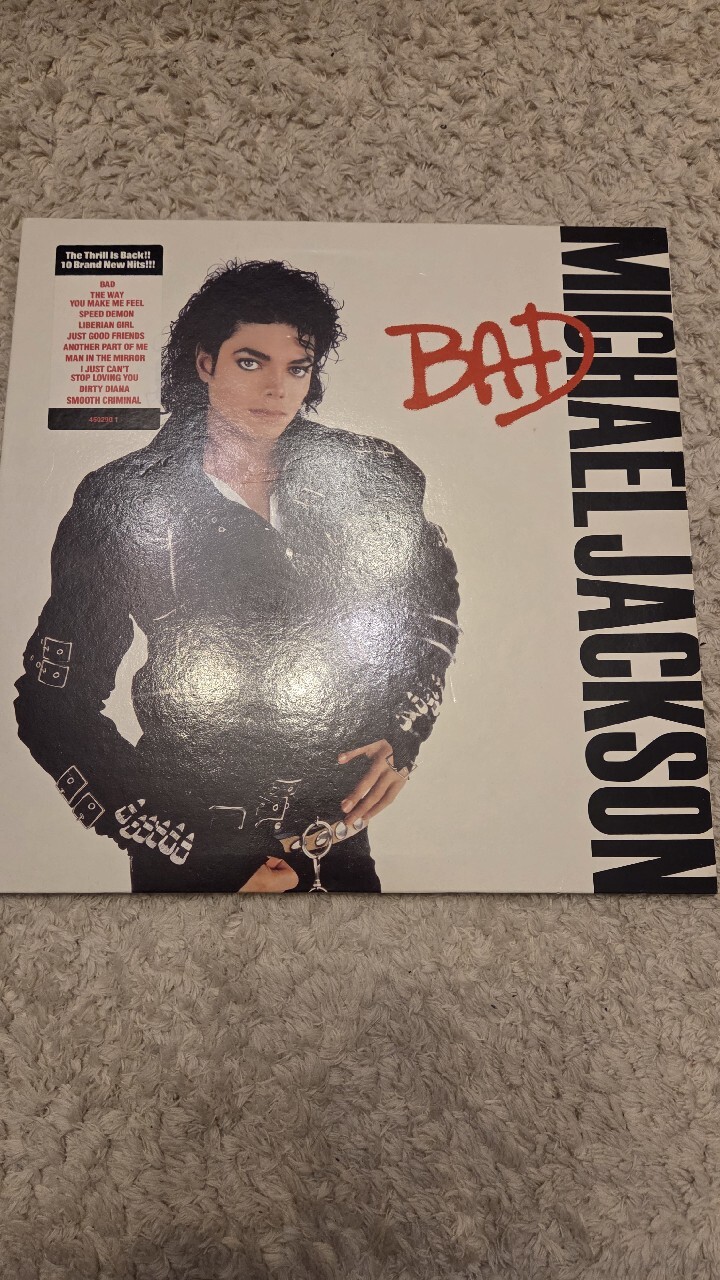 The Thrill Is Back!!
10 Brand New Hits!!!
BAD
THE WAY
YOU MAKE ME FEEL
SPEED DEMON
LIBERIAN GIRL
JUST GOOD FRIENDS
ANOTHER PART OF ME
MAN IN THE MIRROR
I JUST CAN'T
STOP LOVING YOU
DIRTY DIANA
SMOOTH CRIMINAL
BAD
MICHAEL JACKSON